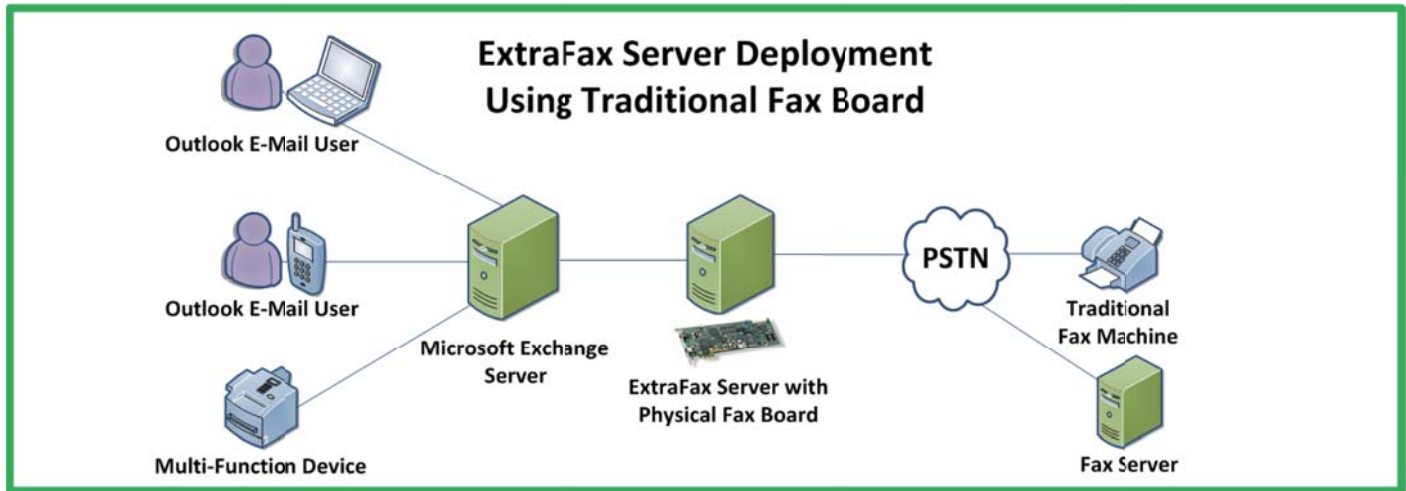 ExtraFax Server Deployment
Using Traditional Fax Board
Outlook E-Mail User
Outlook E-Mail User
Multi-Function Device
Microsoft Exchange
Server
ExtraFax Server with
Physical Fax Board
PSTN
Traditional
Fax Machine
Fax Server